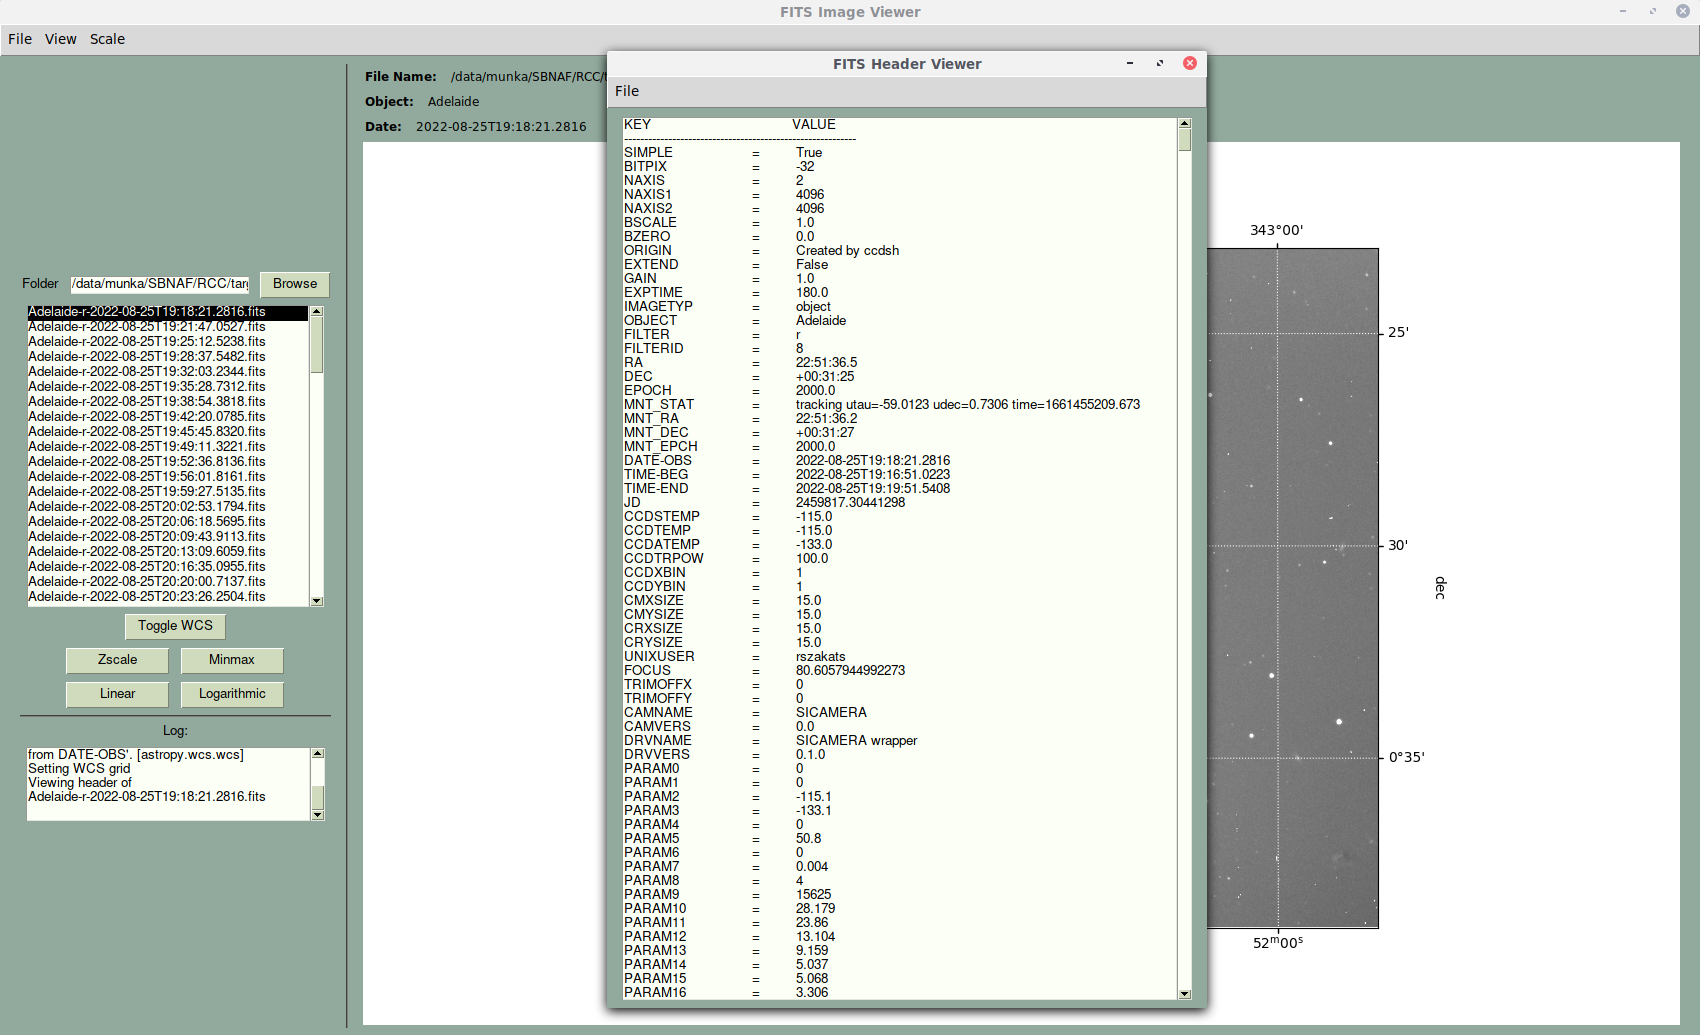 FITS Image Viewer
File View Scale
File Name: /data/munka/SBNAF/RCC/t
Object: Adelaide
Date: 2022-08-25T19:18:21.2816
Folder /data/munka/SBNAF/RCC/targ Browse
Adelaide-r-2022-08-25T19:18:21.2816.fits
Adelaide-r-2022-08-25T19:21:47.0527.fits
Adelaide-r-2022-08-25T19:25:12.5238.fits
Adelaide-r-2022-08-25T19:28:37.5482.fits
Adelaide-r-2022-08-25T19:32:03.2344.fits
Adelaide-r-2022-08-25T19:35:28.7312.fits
Adelaide-r-2022-08-25T19:38:54.3818.fits
Adelaide-r-2022-08-25T19:42:20.0785.fits
Adelaide-r-2022-08-25T19:45:45.8320.fits
Adelaide-r-2022-08-25T19:49:11.3221.fits
Adelaide-r-2022-08-25T19:52:36.8136.fits
Adelaide-r-2022-08-25T19:56:01.8161.fits
Adelaide-r-2022-08-25T19:59:27.5135.fits
Adelaide-r-2022-08-25T20:02:53.1794.fits
Adelaide-r-2022-08-25T20:06:18.5695.fits
Adelaide-r-2022-08-25T20:09:43.9113.fits
Adelaide-r-2022-08-25T20:13:09.6059.fits
Adelaide-r-2022-08-25T20:16:35.0955.fits
Adelaide-r-2022-08-25T20:20:00.7137.fits
Adelaide-r-2022-08-25T20:23:26.2504.fits
Toggle WCS
Zscale Minmax
Linear Logarithmic
Log:
from DATE-OBS'. [astropy.wcs.wcs]
Setting WCS grid
Viewing header of
Adelaide-r-2022-08-25T19:18:21.2816.fits
FITS Header Viewer
File
KEY VALUE
SIMPLE = True
BITPIX = -32
NAXIS = 2
NAXIS1 = 4096
NAXIS2 = 4096
BSCALE = 1.0
BZERO = 0.0
ORIGIN = Created by ccdsh
EXTEND = False
GAIN = 1.0
EXPTIME = 180.0
IMAGETYP = object
OBJECT = Adelaide
FILTER = r
FILTERID = 8
RA = 22:51:36.5
DEC = +00:31:25
EPOCH = 2000.0
MNT_STAT = tracking utau=-59.0123 udec=0.7306 time=1661455209.673
MNT_RA = 22:51:36.2
MNT_DEC = +00:31:27
MNT_EPCH = 2000.0
DATE-OBS = 2022-08-25T19:18:21.2816
TIME-BEG = 2022-08-25T19:16:51.0223
TIME-END = 2022-08-25T19:19:51.5408
JD = 2459817.30441298
CCDSTEMP = -115.0
CCDTEMP = -115.0
CCDATEMP = -133.0
CCDTRPOW = 100.0
CCDXBIN = 1
CCDYBIN = 1
CMXSIZE = 15.0
CMYSIZE = 15.0
CRXSIZE = 15.0
CRYSIZE = 15.0
UNIXUSER = rszakats
FOCUS = 80.6057944992273
TRIMOFFX = 0
TRIMOFFY = 0
CAMNAME = SICAMERA
CAMVERS = 0.0
DRVNAME = SICAMERA wrapper
DRVVERS = 0.1.0
PARAM0 = 0
PARAM1 = 0
PARAM2 = -115.1
PARAM3 = -133.1
PARAM4 = 0
PARAM5 = 50.8
PARAM6 = 0
PARAM7 = 0.004
PARAM8 = 4
PARAM9 = 15625
PARAM10 = 28.179
PARAM11 = 23.86
PARAM12 = 13.104
PARAM13 = 9.159
PARAM14 = 5.037
PARAM15 = 5.068
PARAM16 = 3.306
343°00'
25'
30'
dec
0°35'
52ᵐ00ˢ